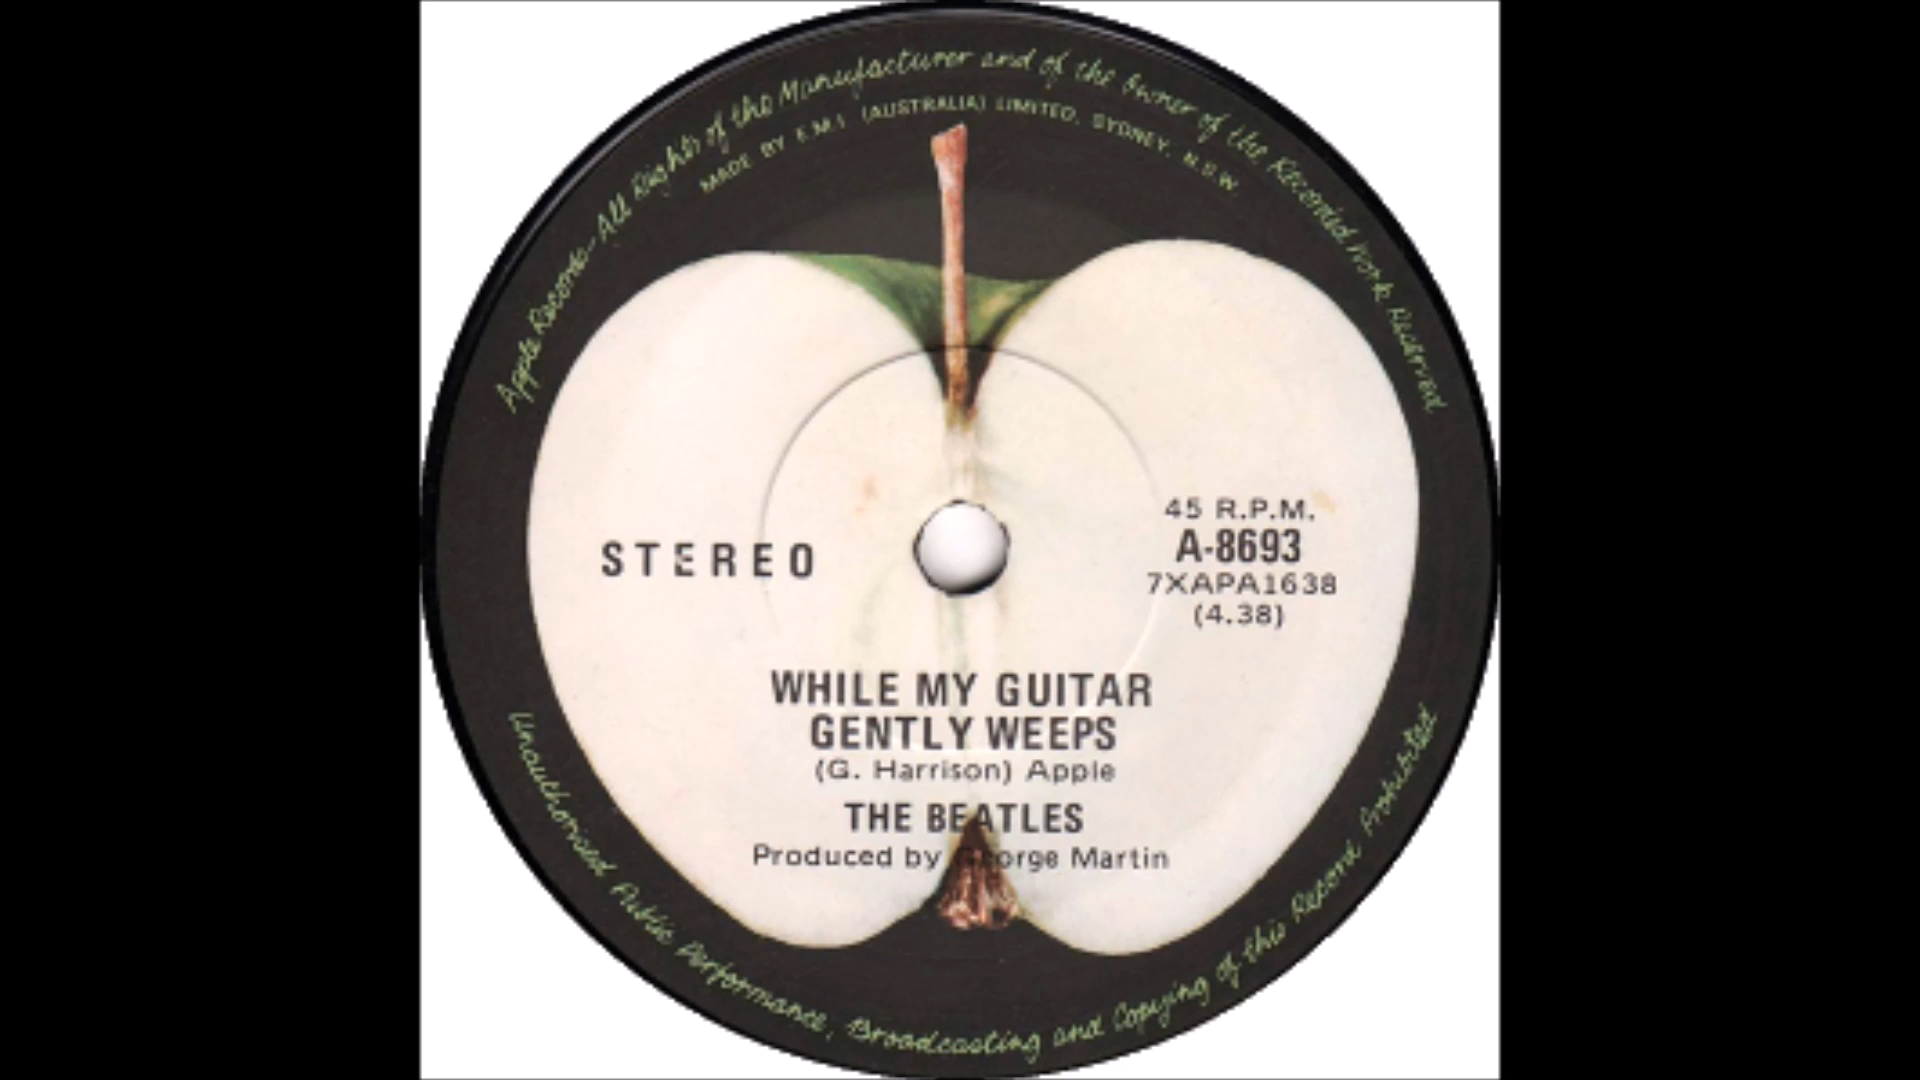 Apple Records-All Rights of the Manufacturer and of the Owner of the Recorded Work Reserved
MADE BY E.M.I. (AUSTRALIA) LIMITED, SYDNEY, N.S.W.
STEREO
45 R.P.M.
A-8693
7XAPA1638
(4.38)
WHILE MY GUITAR
GENTLY WEEPS
(G. Harrison) Apple
THE BEATLES
Produced by George Martin
Unauthorised Public Performance, Broadcasting and Copying of this Record Prohibited